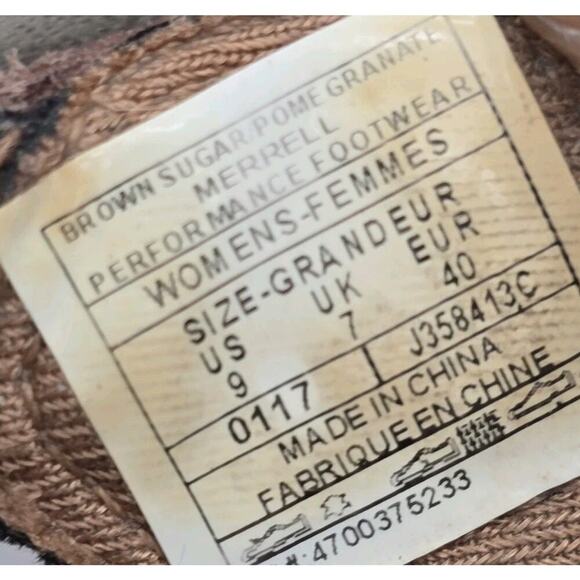 BROWN SUGAR/POMEGRANATE
MERRELL
PERFORMANCE FOOTWEAR
WOMENS-FEMMES
SIZE-GRANDEUR
US UK EUR
9 7 40
0117 J358413C
MADE IN CHINA
FABRIQUE EN CHINE
#:4700375233